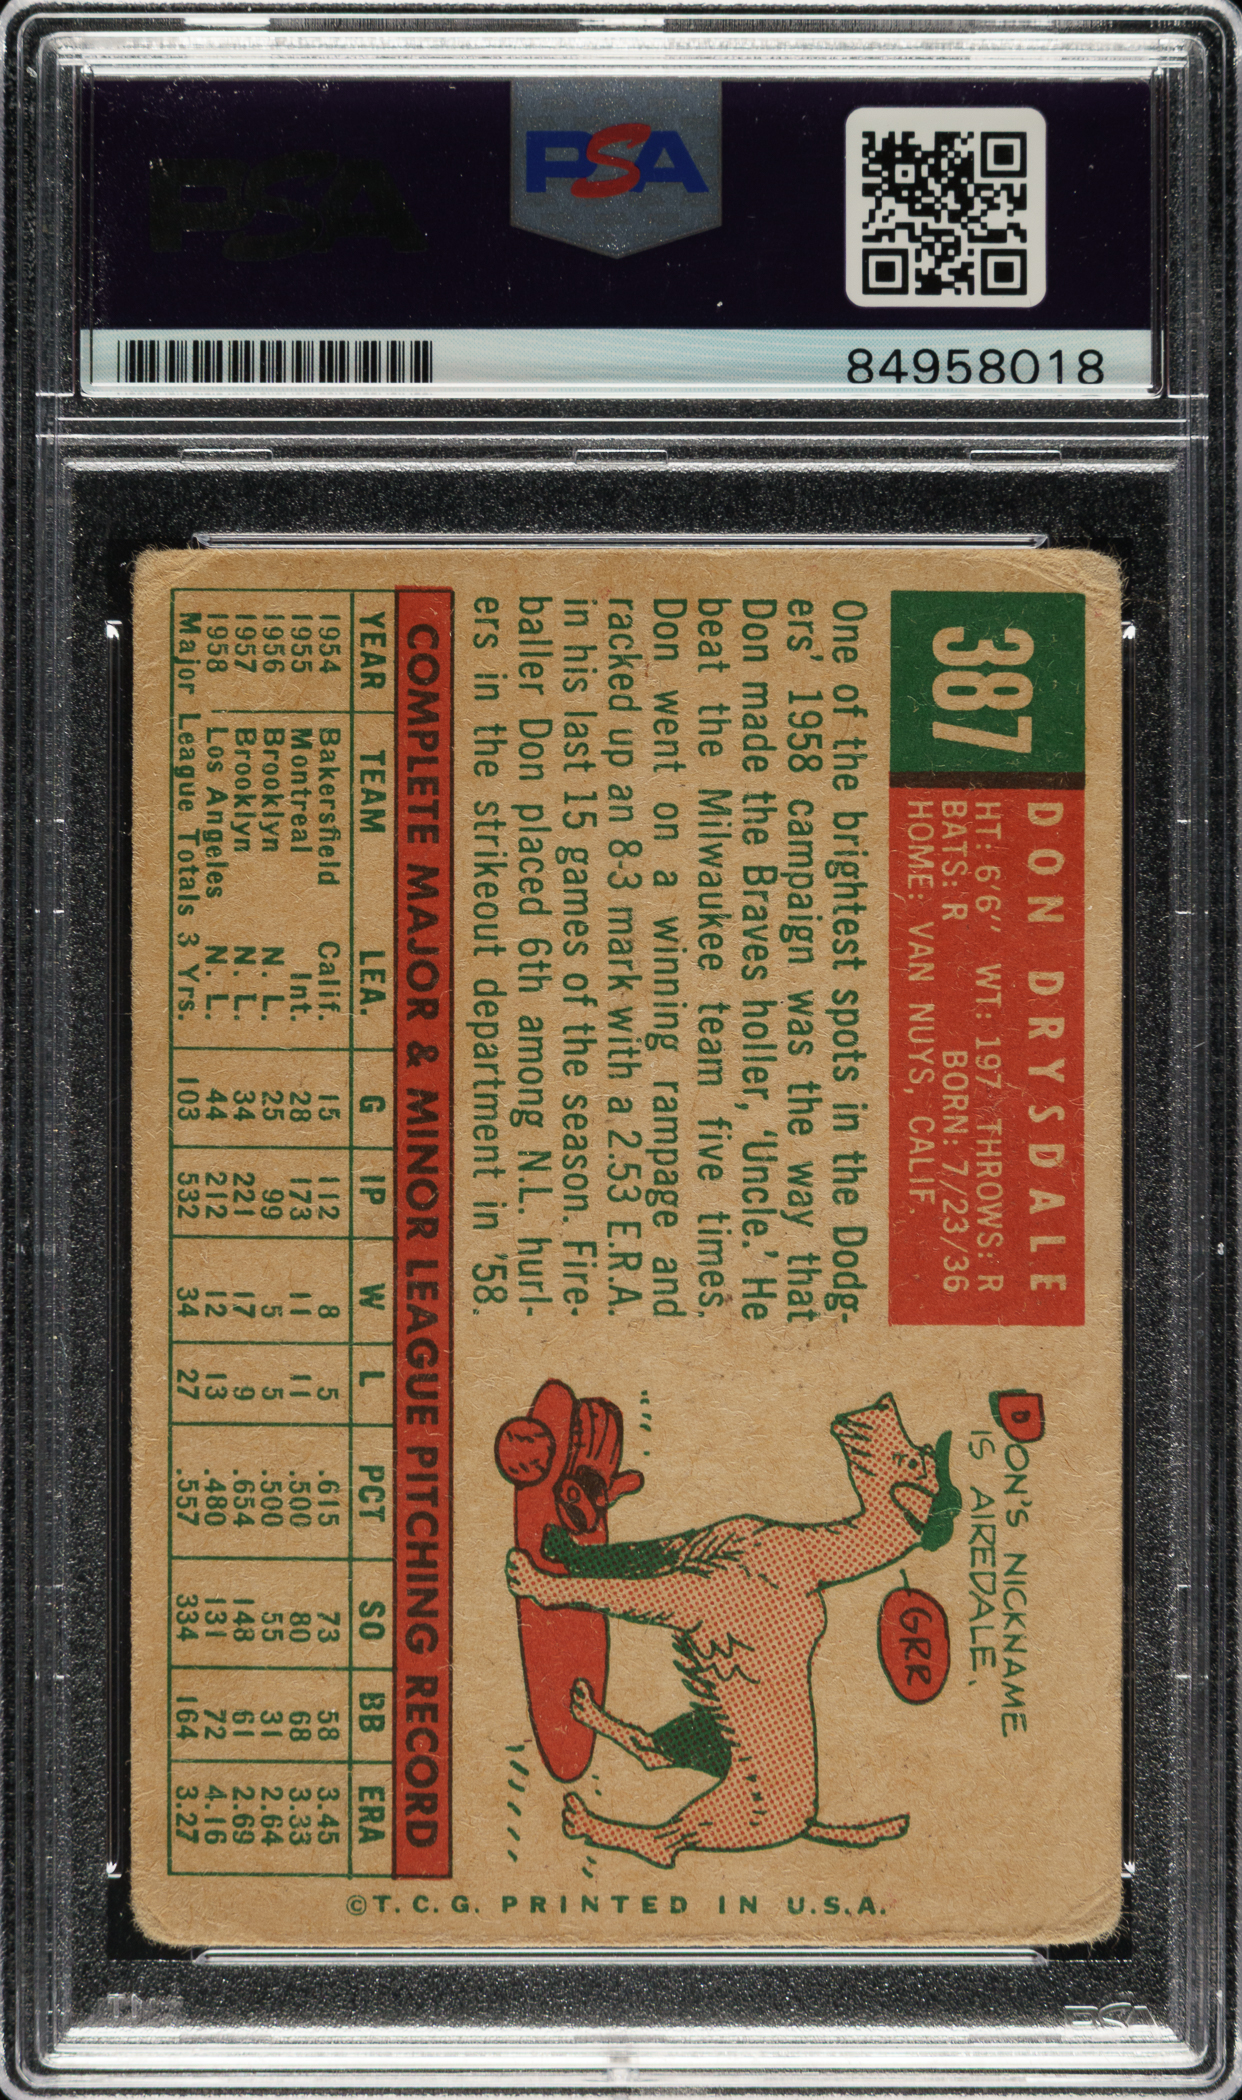 PSA
PSA
84958018
387
DON DRYSDALE
HT: 6'6" WT: 197 THROWS: R
BATS: R BORN: 7/23/36
HOME: VAN NUYS, CALIF.
One of the brightest spots in the Dodg-
ers' 1958 campaign was the way that
Don made the Braves holler, 'Uncle.' He
beat the Milwaukee team five times.
Don went on a winning rampage and
racked up an 8-3 mark with a 2.53 E.R.A.
in his last 15 games of the season. Fire-
baller Don placed 6th among N.L. hurl-
ers in the strikeout department in '58.
DON'S NICKNAME
IS AIREDALE.
GRR
COMPLETE MAJOR & MINOR LEAGUE PITCHING RECORD
YEAR TEAM LEA. G IP W L PCT SO BB ERA
1954 Bakersfield Calif. 15 112 8 5 .615 73 58 3.45
1955 Montreal Int. 28 173 11 11 .500 80 68 3.33
1956 Brooklyn N. L. 25 99 5 5 .500 55 31 2.64
1957 Brooklyn N. L. 34 221 17 9 .654 148 61 2.69
1958 Los Angeles N. L. 44 212 12 13 .480 131 72 4.16
Major League Totals 3 Yrs. 103 532 34 27 .557 334 164 3.27
©T.C.G. PRINTED IN U.S.A.
PSA